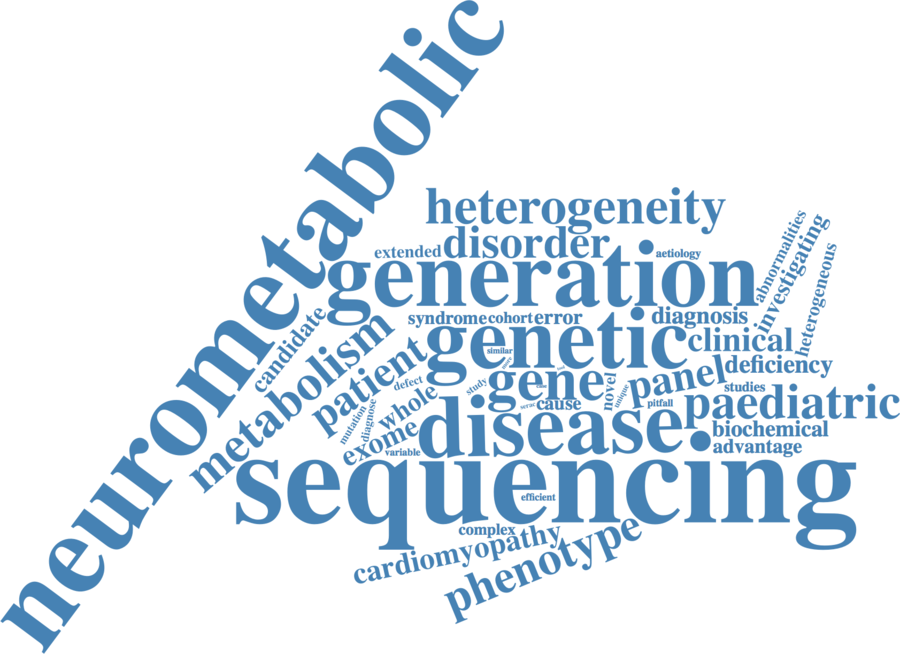 neurometabolic
heterogeneity
extended
disorder
aetiology
generation
abnormalities
investigating
heterogeneous
candidate
metabolism
syndrome
cohort
error
diagnosis
genetic
clinical
patient
similar
deficiency
defect
study
gene
novel
unique
panel
studies
mutation
diagnose
whole
cause
pitfall
paediatric
exome
variable
disease
biochemical
advantage
sequencing
efficient
complex
cardiomyopathy
phenotype